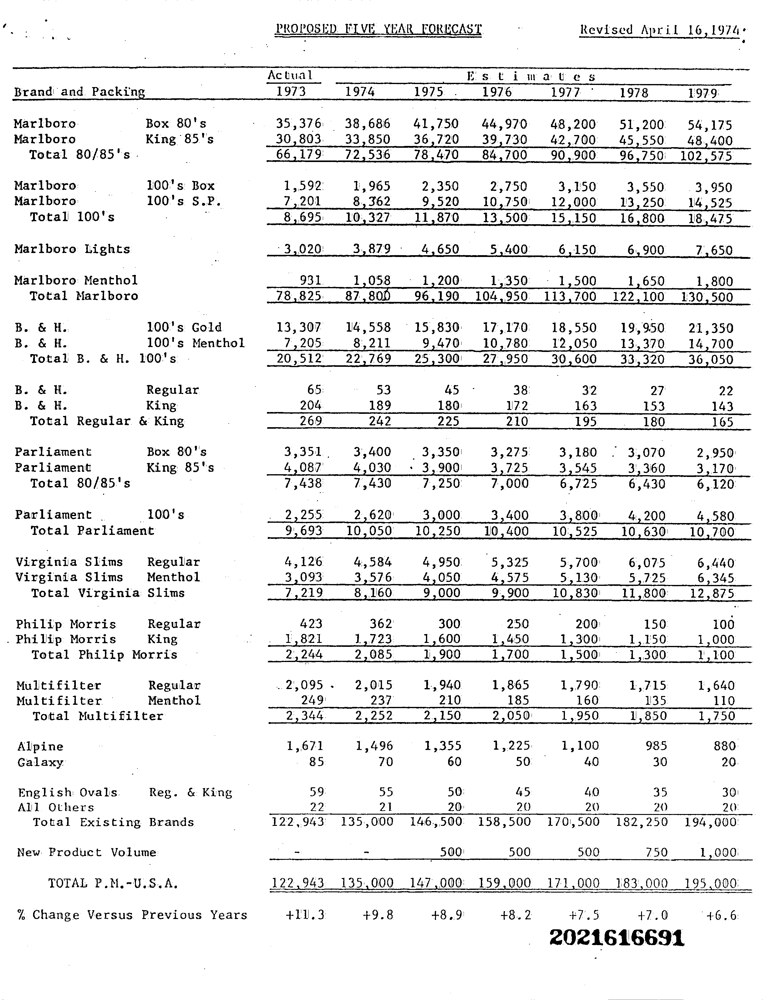 PROPOSED FIVE YEAR FORECAST Revised April 16,1974
Actual Estimates
Brand and Packing 1973 1974 1975 1976 1977 1978 1979
Marlboro Box 80's 35,376 38,686 41,750 44,970 48,200 51,200 54,175
Marlboro King 85's 30,803 33,850 36,720 39,730 42,700 45,550 48,400
Total 80/85's 66,179 72,536 78,470 84,700 90,900 96,750 102,575
Marlboro 100's Box 1,592 1,965 2,350 2,750 3,150 3,550 3,950
Marlboro 100's S.P. 7,201 8,362 9,520 10,750 12,000 13,250 14,525
Total 100's 8,695 10,327 11,870 13,500 15,150 16,800 18,475
Marlboro Lights 3,020 3,879 4,650 5,400 6,150 6,900 7,650
Marlboro Menthol 931 1,058 1,200 1,350 1,500 1,650 1,800
Total Marlboro 78,825 87,800 96,190 104,950 113,700 122,100 130,500
B. & H. 100's Gold 13,307 14,558 15,830 17,170 18,550 19,950 21,350
B. & H. 100's Menthol 7,205 8,211 9,470 10,780 12,050 13,370 14,700
Total B. & H. 100's 20,512 22,769 25,300 27,950 30,600 33,320 36,050
B. & H. Regular 65 53 45 38 32 27 22
B. & H. King 204 189 180 172 163 153 143
Total Regular & King 269 242 225 210 195 180 165
Parliament Box 80's 3,351 3,400 3,350 3,275 3,180 3,070 2,950
Parliament King 85's 4,087 4,030 3,900 3,725 3,545 3,360 3,170
Total 80/85's 7,438 7,430 7,250 7,000 6,725 6,430 6,120
Parliament 100's 2,255 2,620 3,000 3,400 3,800 4,200 4,580
Total Parliament 9,693 10,050 10,250 10,400 10,525 10,630 10,700
Virginia Slims Regular 4,126 4,584 4,950 5,325 5,700 6,075 6,440
Virginia Slims Menthol 3,093 3,576 4,050 4,575 5,130 5,725 6,345
Total Virginia Slims 7,219 8,160 9,000 9,900 10,830 11,800 12,875
Philip Morris Regular 423 362 300 250 200 150 100
Philip Morris King 1,821 1,723 1,600 1,450 1,300 1,150 1,000
Total Philip Morris 2,244 2,085 1,900 1,700 1,500 1,300 1,100
Multifilter Regular 2,095 2,015 1,940 1,865 1,790 1,715 1,640
Multifilter Menthol 249 237 210 185 160 135 110
Total Multifilter 2,344 2,252 2,150 2,050 1,950 1,850 1,750
Alpine 1,671 1,496 1,355 1,225 1,100 985 880
Galaxy 85 70 60 50 40 30 20
English Ovals Reg. & King 59 55 50 45 40 35 30
All Others 22 21 20 20 20 20 20
Total Existing Brands 122,943 135,000 146,500 158,500 170,500 182,250 194,000
New Product Volume - - 500 500 500 750 1,000
TOTAL P.M.-U.S.A. 122,943 135,000 147,000 159,000 171,000 183,000 195,000
% Change Versus Previous Years +11.3 +9.8 +8.9 +8.2 +7.5 +7.0 +6.6
2021616691